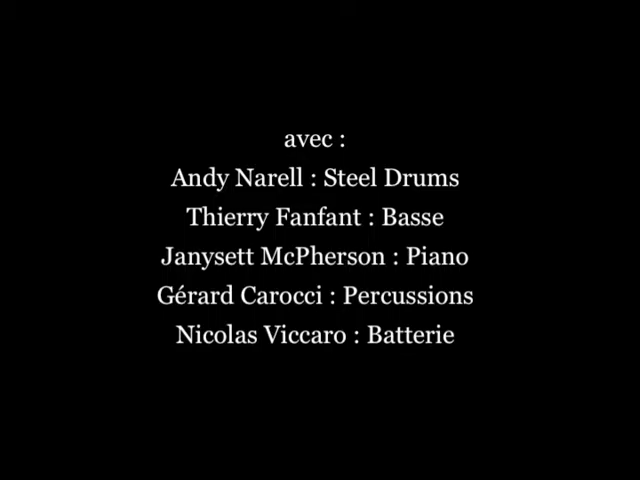 avec :
Andy Narell : Steel Drums
Thierry Fanfant : Basse
Janysett McPherson : Piano
Gérard Carocci : Percussions
Nicolas Viccaro : Batterie